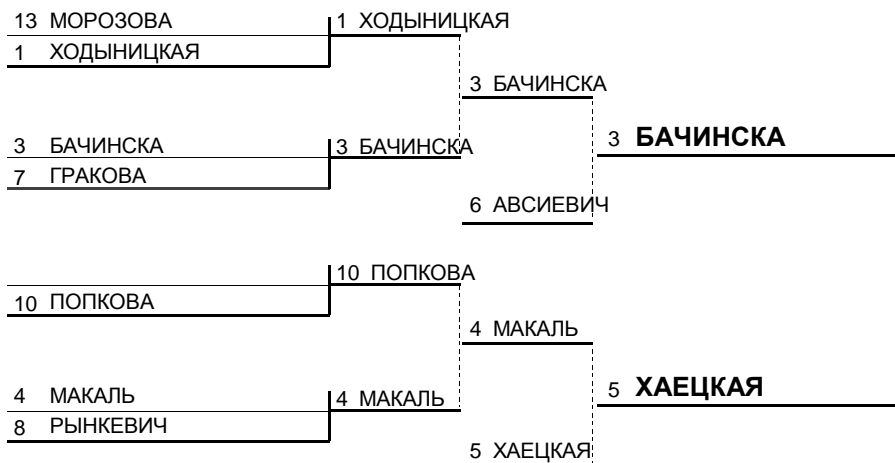 13 МОРОЗОВА
1 ХОДЫНИЦКАЯ
1 ХОДЫНИЦКАЯ
3 БАЧИНСКА
3 БАЧИНСКА
7 ГРАКОВА
3 БАЧИНСКА
3 БАЧИНСКА
6 АВСИЕВИЧ
10 ПОПКОВА
10 ПОПКОВА
4 МАКАЛЬ
4 МАКАЛЬ
8 РЫНКЕВИЧ
4 МАКАЛЬ
5 ХАЕЦКАЯ
5 ХАЕЦКАЯ